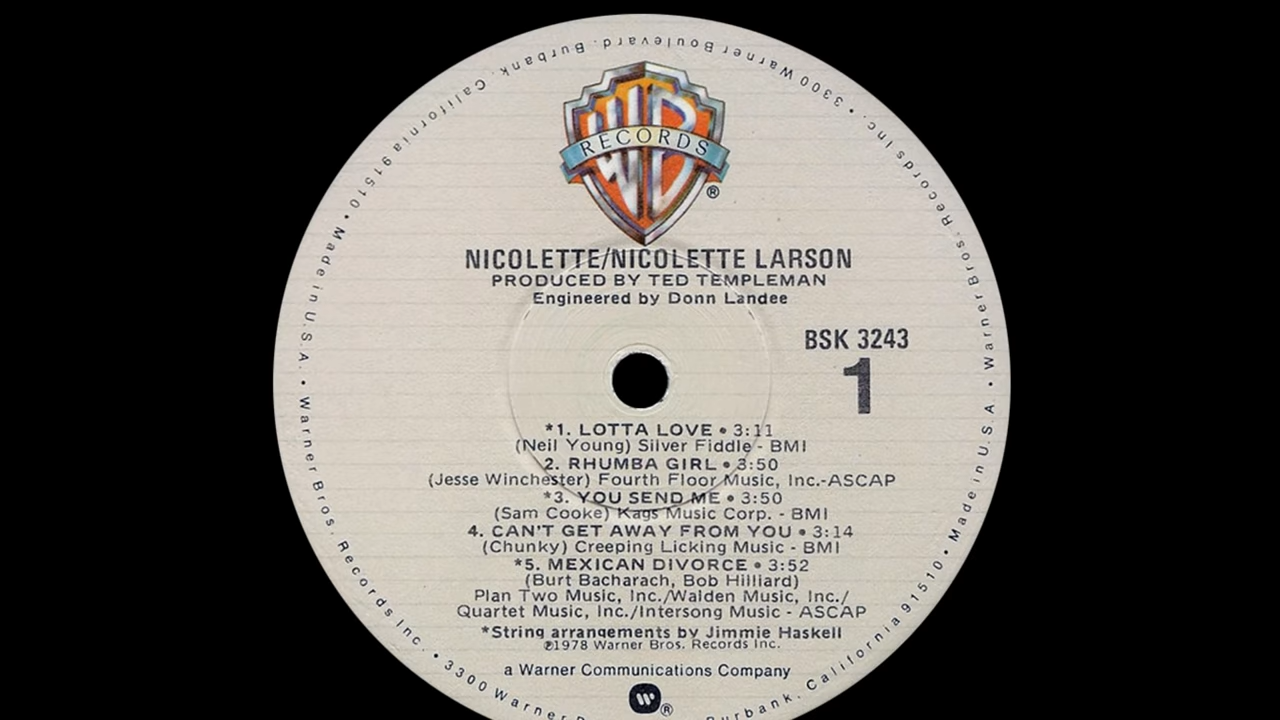 WB
RECORDS
®
NICOLETTE/NICOLETTE LARSON
PRODUCED BY TED TEMPLEMAN
Engineered by Donn Landee
BSK 3243
1
*1. LOTTA LOVE • 3:11
(Neil Young) Silver Fiddle - BMI
2. RHUMBA GIRL • 3:50
(Jesse Winchester) Fourth Floor Music, Inc.-ASCAP
*3. YOU SEND ME • 3:50
(Sam Cooke) Kags Music Corp. - BMI
4. CAN'T GET AWAY FROM YOU • 3:14
(Chunky) Creeping Licking Music - BMI
*5. MEXICAN DIVORCE • 3:52
(Burt Bacharach, Bob Hilliard)
Plan Two Music, Inc./Walden Music, Inc./
Quartet Music, Inc./Intersong Music - ASCAP
*String arrangements by Jimmie Haskell
℗1978 Warner Bros. Records Inc.
a Warner Communications Company
®
Warner Bros. Records Inc. • 3300 Warner Boulevard, Burbank, California 91510 • Made in U.S.A. •
Warner Bros. Records Inc. • 3300 Warner Burbank, California 91510 • Made in U.S.A. •